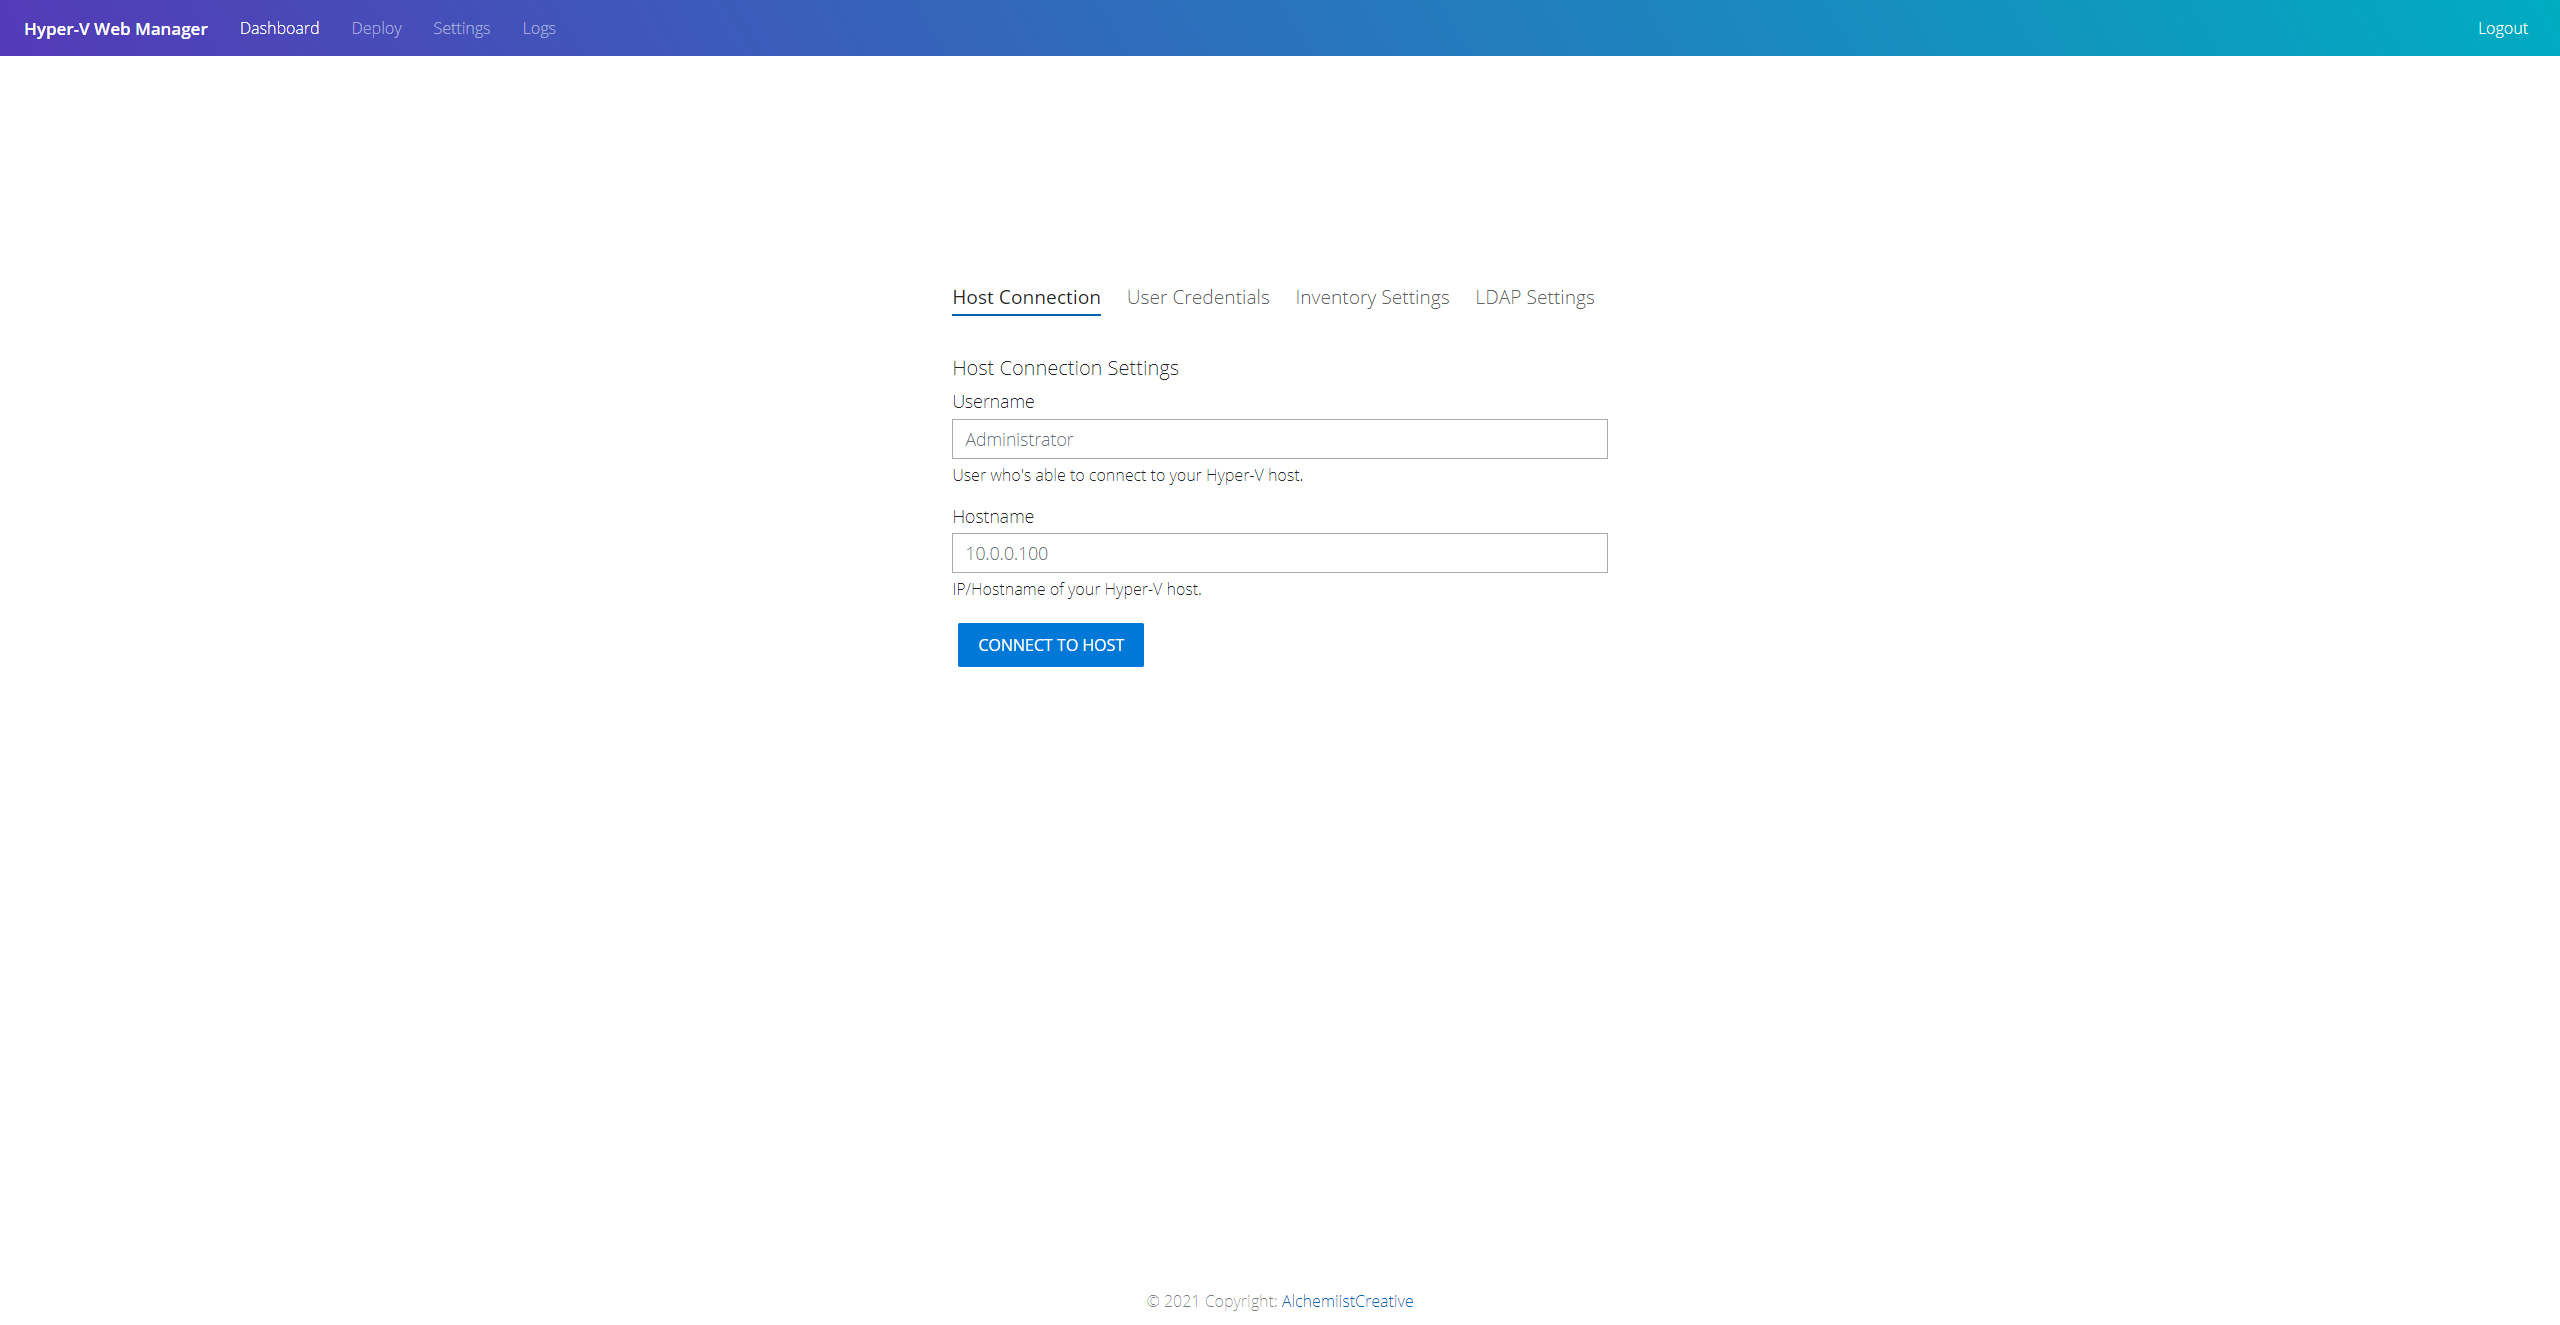 Hyper-V Web Manager Dashboard Deploy Settings Logs Logout
Host Connection User Credentials Inventory Settings LDAP Settings
Host Connection Settings
Username
Administrator
User who's able to connect to your Hyper-V host.
Hostname
10.0.0.100
IP/Hostname of your Hyper-V host.
CONNECT TO HOST
© 2021 Copyright: AlchemiistCreative